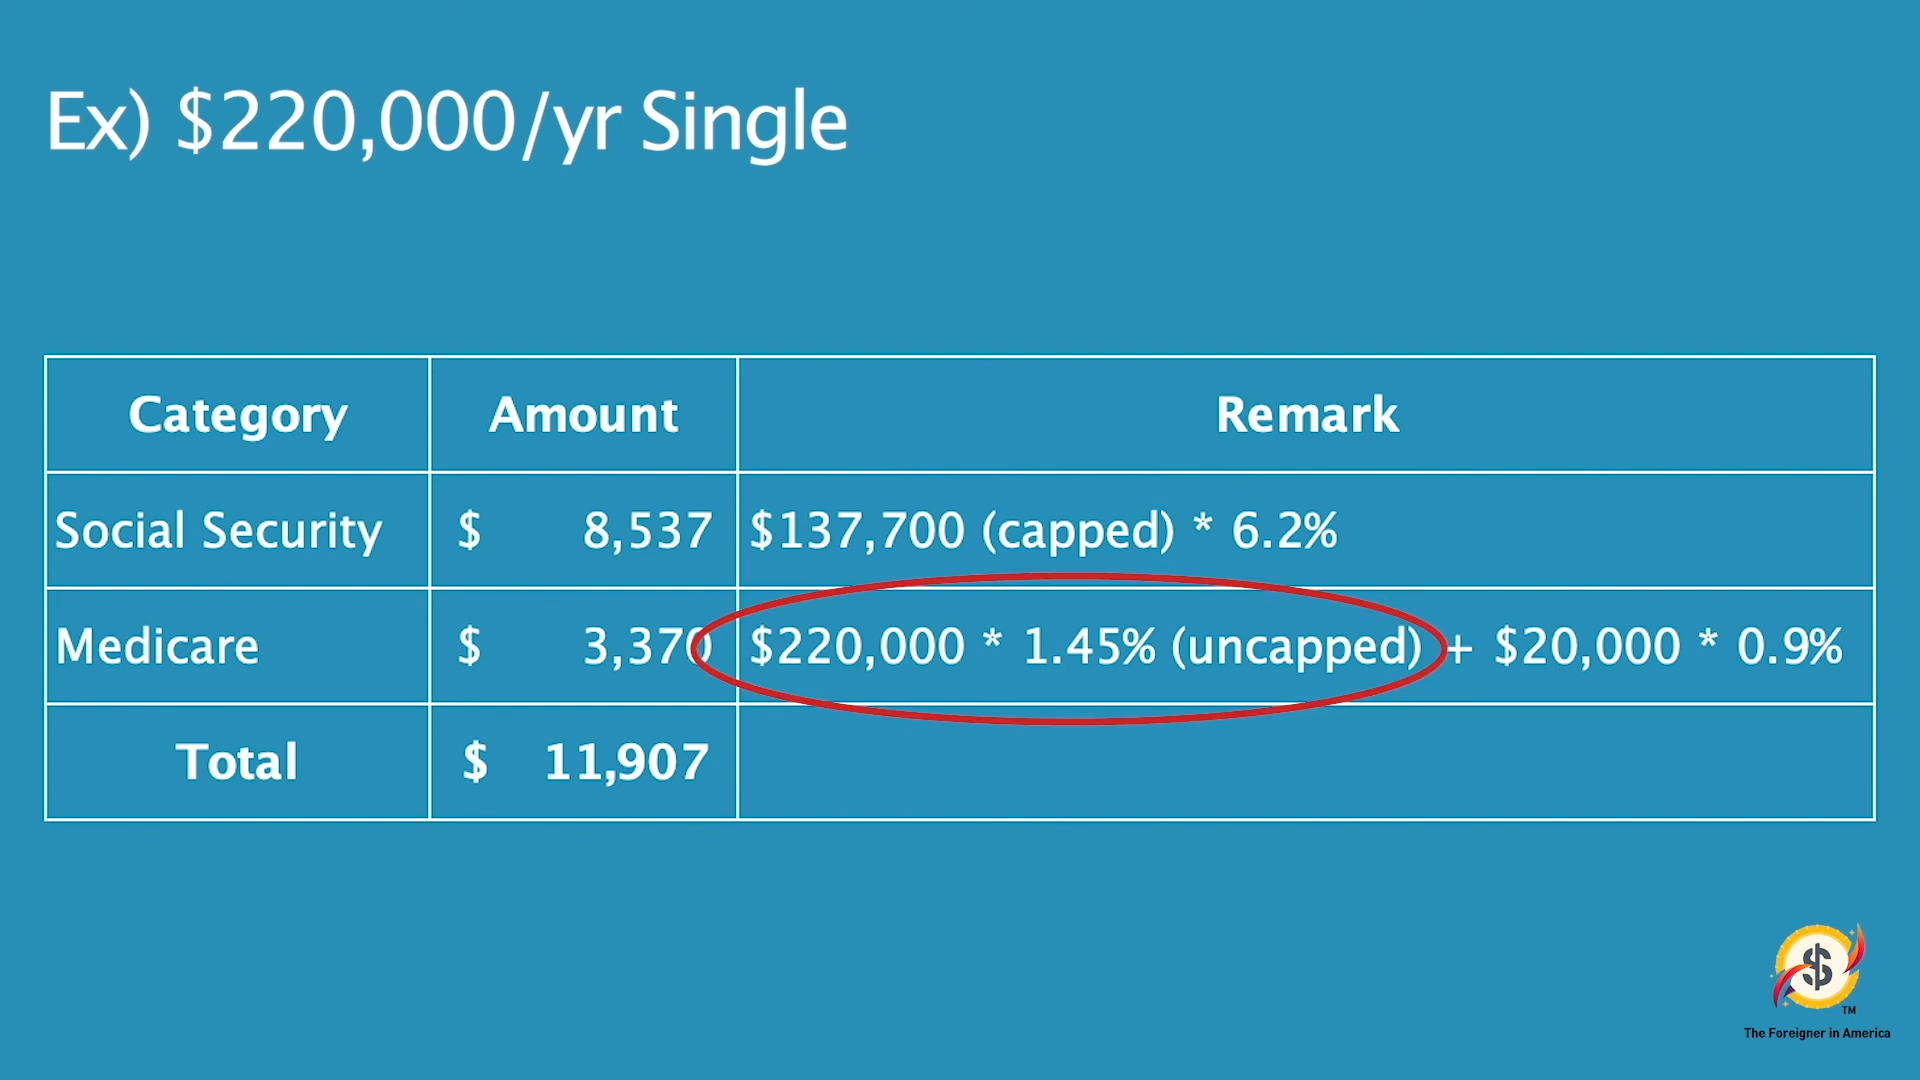 Ex) $220,000/yr Single
Category Amount Remark
Social Security $ 8,537 $137,700 (capped) * 6.2%
Medicare $ 3,370 $220,000 * 1.45% (uncapped) + $20,000 * 0.9%
Total $ 11,907
$
TM
The Foreigner in America